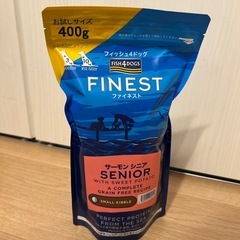 お試しサイズ
400g
フィッシュ4ドッグ
FISH4DOGS
FINEST
ファイネスト
サーモン シニア
SENIOR
WITH SWEET POTATO
A COMPLETE
GRAIN FREE RECIPE
SMALL KIBBLE
PERFECT PROTEIN
FROM THE SEA